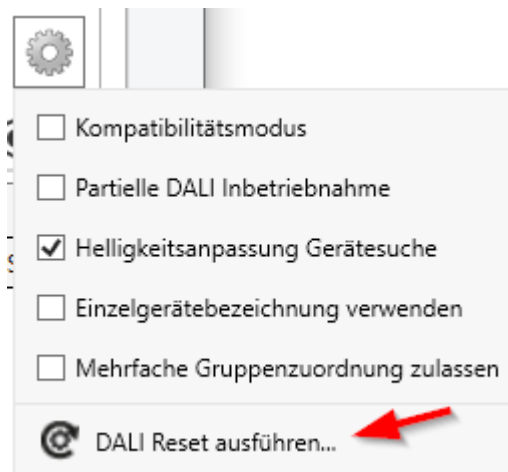 Kompatibilitätsmodus
Partielle DALI Inbetriebnahme
Helligkeitsanpassung Gerätesuche
Einzelgerätebezeichnung verwenden
Mehrfache Gruppenzuordnung zulassen
DALI Reset ausführen...